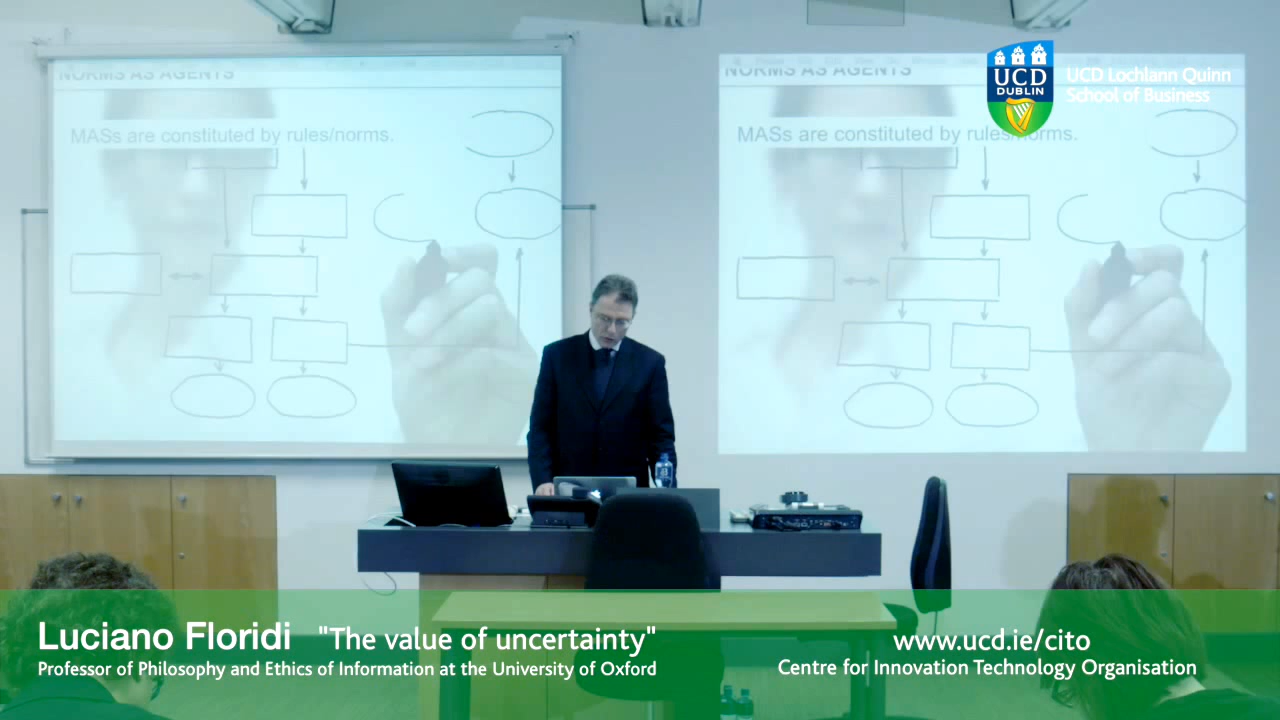 NORMS AS AGENTS
MASs are constituted by rules/norms.
NORMS AS AGENTS
MASs are constituted by rules/norms.
UCD
DUBLIN
UCD Lochlann Quinn
School of Business
Luciano Floridi "The value of uncertainty"
Professor of Philosophy and Ethics of Information at the University of Oxford
www.ucd.ie/cito
Centre for Innovation Technology Organisation